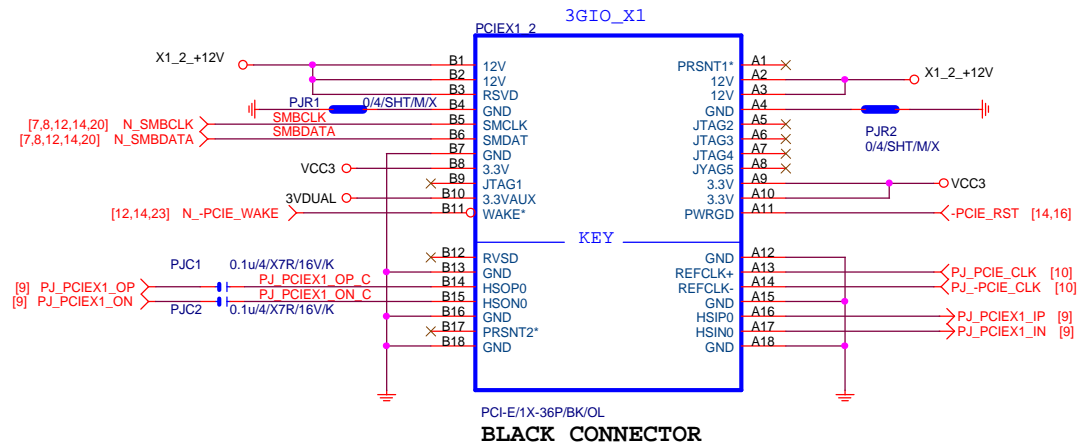 3GIO_X1
PCIEX1_2
X1_2_+12V B1 12V PRSNT1* A1
B2 12V 12V A2 X1_2_+12V
B3 RSVD 12V A3
PJR1 0/4/SHT/M/X B4 GND GND A4
[7,8,12,14,20] N_SMBCLK SMBCLK B5 SMCLK JTAG2 A5 PJR2
[7,8,12,14,20] N_SMBDATA SMBDATA B6 SMDAT JTAG3 A6 0/4/SHT/M/X
B7 GND JTAG4 A7
VCC3 B8 3.3V JYAG5 A8
B9 JTAG1 3.3V A9 VCC3
3VDUAL B10 3.3VAUX 3.3V A10
[12,14,23] N_-PCIE_WAKE B11 WAKE* PWRGD A11 -PCIE_RST [14,16]
KEY
B12 RVSD GND A12
PJC1 0.1u/4/X7R/16V/K B13 GND REFCLK+ A13 PJ_PCIE_CLK [10]
[9] PJ_PCIEX1_OP PJ_PCIEX1_OP_C B14 HSOP0 REFCLK- A14 PJ_-PCIE_CLK [10]
[9] PJ_PCIEX1_ON PJ_PCIEX1_ON_C B15 HSON0 GND A15
PJC2 0.1u/4/X7R/16V/K B16 GND HSIP0 A16 PJ_PCIEX1_IP [9]
B17 PRSNT2* HSIN0 A17 PJ_PCIEX1_IN [9]
B18 GND GND A18
PCI-E/1X-36P/BK/OL
BLACK CONNECTOR